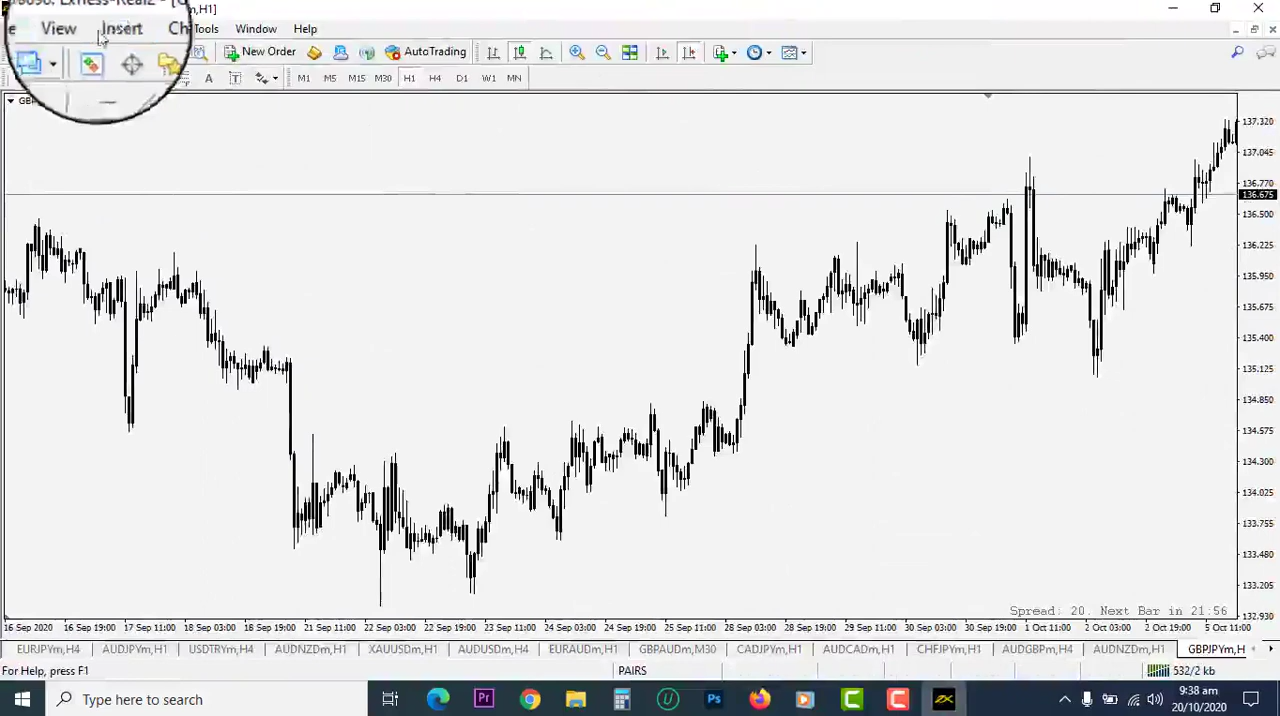 m,H1]
View Insert Ch Tools Window Help
New Order AutoTrading
A T M1 M5 M15 M30 H1 H4 D1 W1 MN
137.320
137.045
136.770
136.675
136.500
136.225
135.950
135.675
135.400
135.125
134.850
134.575
134.300
134.025
133.755
133.480
133.205
132.930
Spread: 20. Next Bar in 21:56
16 Sep 2020 16 Sep 19:00 17 Sep 11:00 18 Sep 03:00 18 Sep 19:00 21 Sep 11:00 22 Sep 03:00 22 Sep 19:00 23 Sep 11:00 24 Sep 03:00 24 Sep 19:00 25 Sep 11:00 28 Sep 03:00 28 Sep 19:00 29 Sep 11:00 30 Sep 03:00 30 Sep 19:00 1 Oct 11:00 2 Oct 03:00 2 Oct 19:00 5 Oct 11:00
EURJPYm,H4 AUDJPYm,H1 USDTRYm,H4 AUDNZDm,H1 XAUUSDm,H1 AUDUSDm,H4 EURAUDm,H1 GBPAUDm,M30 CADJPYm,H1 AUDCADm,H1 CHFJPYm,H1 AUDGBPm,H4 AUDNZDm,H1 GBPJPYm,H
For Help, press F1 PAIRS 532/2 kb
Type here to search
9:38 am
20/10/2020